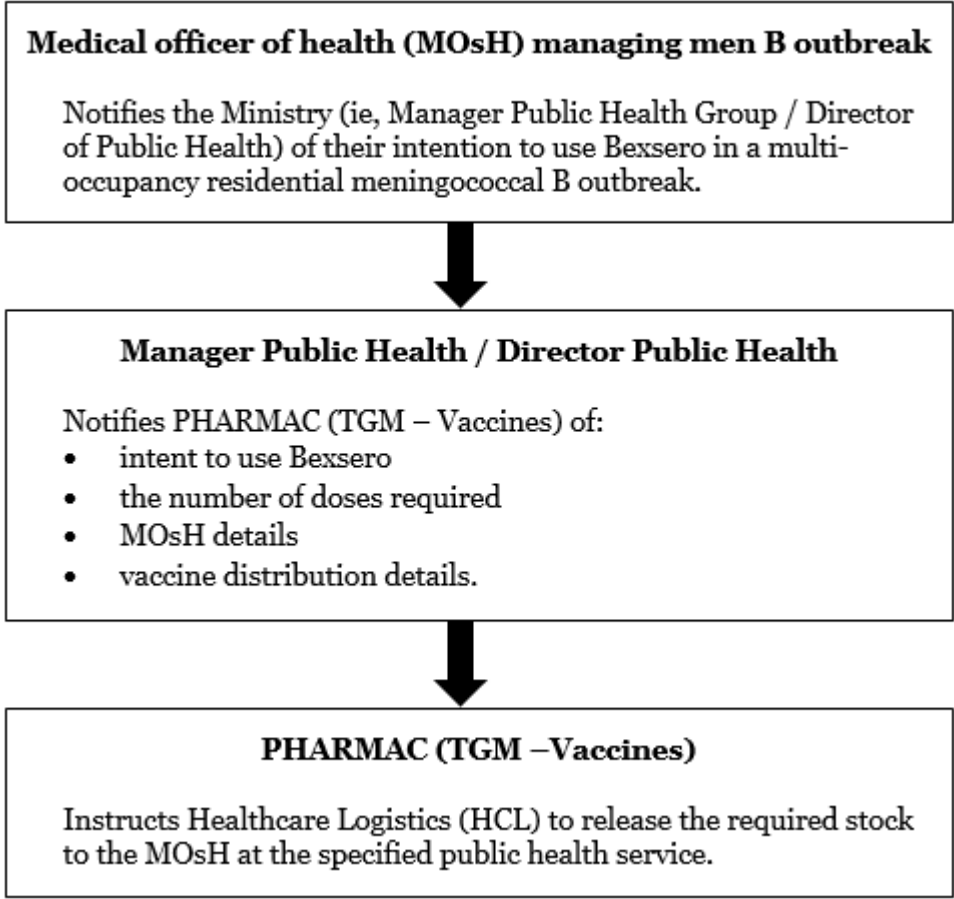 Medical officer of health (MOsH) managing men B outbreak
Notifies the Ministry (ie, Manager Public Health Group / Director
of Public Health) of their intention to use Bexsero in a multi-
occupancy residential meningococcal B outbreak.
Manager Public Health / Director Public Health
Notifies PHARMAC (TGM – Vaccines) of:
• intent to use Bexsero
• the number of doses required
• MOsH details
• vaccine distribution details.
PHARMAC (TGM –Vaccines)
Instructs Healthcare Logistics (HCL) to release the required stock
to the MOsH at the specified public health service.